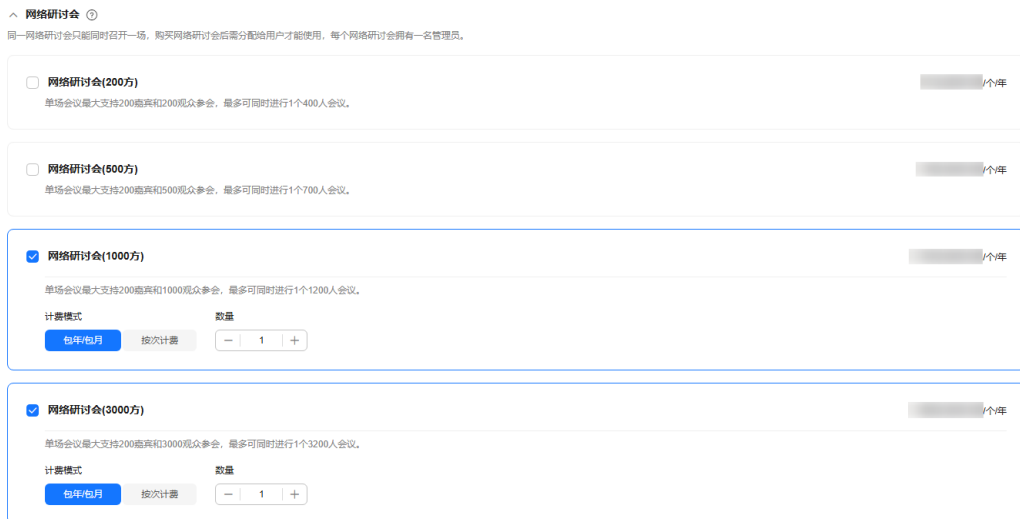 网络研讨会 ?
同一网络研讨会只能同时召开一场，购买网络研讨会后需分配给用户才能使用，每个网络研讨会拥有一名管理员。
网络研讨会(200方) /个/年
单场会议最大支持200嘉宾和200观众参会，最多可同时进行1个400人会议。
网络研讨会(500方) /个/年
单场会议最大支持200嘉宾和500观众参会，最多可同时进行1个700人会议。
网络研讨会(1000方) /个/年
单场会议最大支持200嘉宾和1000观众参会，最多可同时进行1个1200人会议。
计费模式 数量
包年/包月 按次计费 － 1 ＋
网络研讨会(3000方) /个/年
单场会议最大支持200嘉宾和3000观众参会，最多可同时进行1个3200人会议。
计费模式 数量
包年/包月 按次计费 － 1 ＋